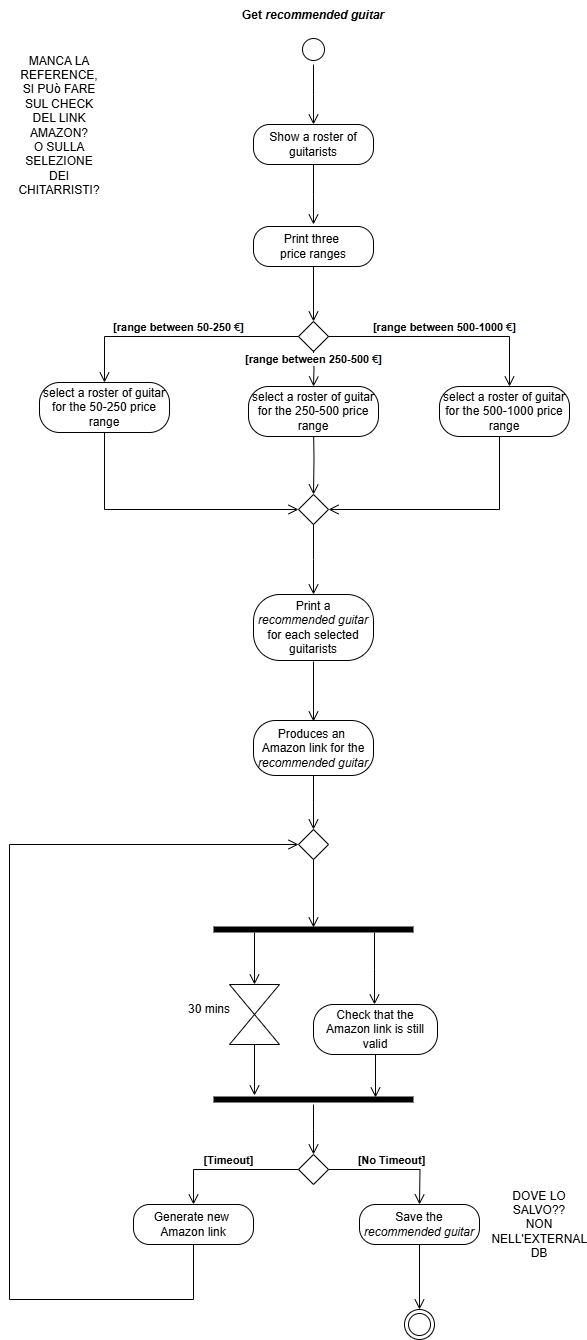 Get recommended guitar
MANCA LA
REFERENCE,
SI PUò FARE
SUL CHECK
DEL LINK
AMAZON?
O SULLA
SELEZIONE
DEI
CHITARRISTI?
Show a roster of
guitarists
Print three
price ranges
[range between 50-250 €]
[range between 500-1000 €]
[range between 250-500 €]
select a roster of guitar
for the 50-250 price
range
select a roster of guitar
for the 250-500 price
range
select a roster of guitar
for the 500-1000 price
range
Print a
recommended guitar
for each selected
guitarists
Produces an
Amazon link for the
recommended guitar
30 mins
Check that the
Amazon link is still
valid
[Timeout]
[No Timeout]
Generate new
Amazon link
Save the
recommended guitar
DOVE LO
SALVO??
NON
NELL'EXTERNAL
DB